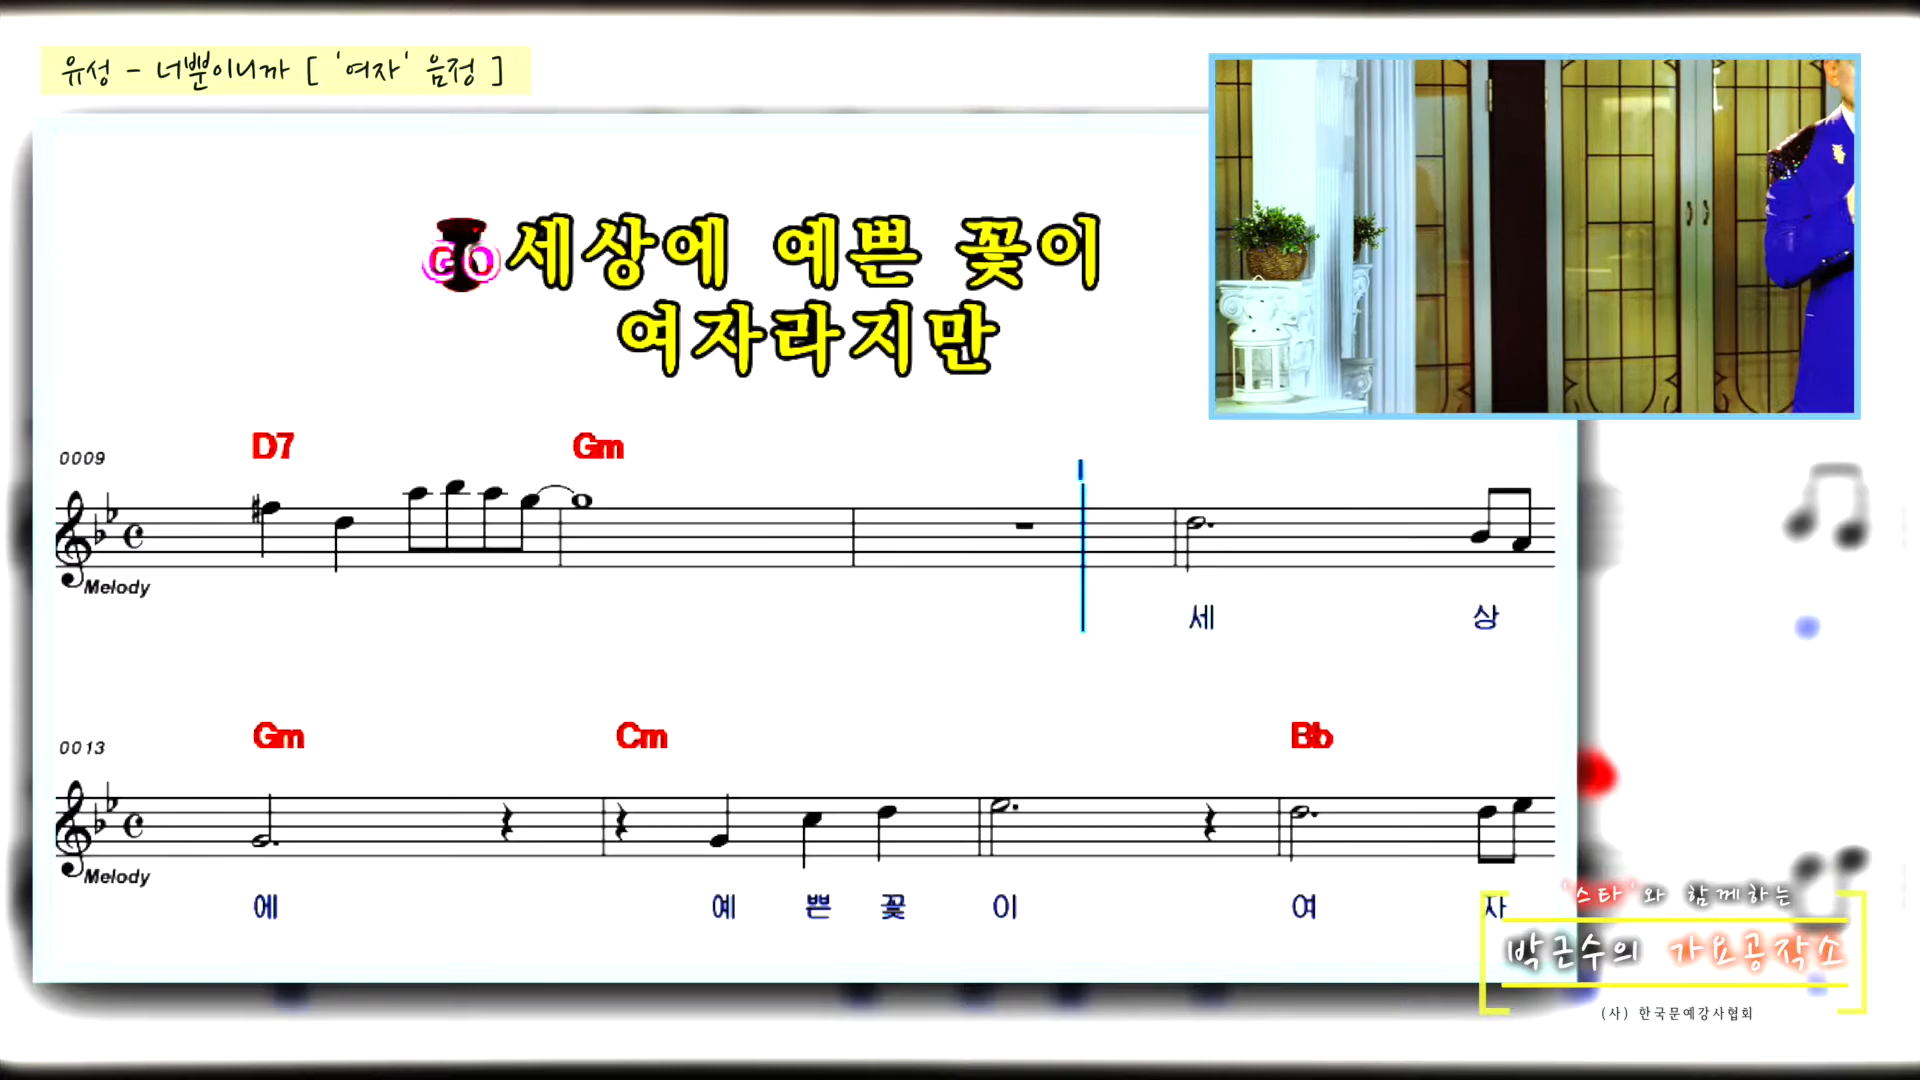 유성 - 너뿐이니까 [ '여자' 음정 ]
GO 세상에 예쁜 꽃이
여자라지만
0009 D7 Gm
Melody
세 상
0013 Gm Cm Bb
Melody
에 예 쁜 꽃 이 여 자
'스타'와 함께하는
박근수의 가요공작소
(사) 한국문예강사협회